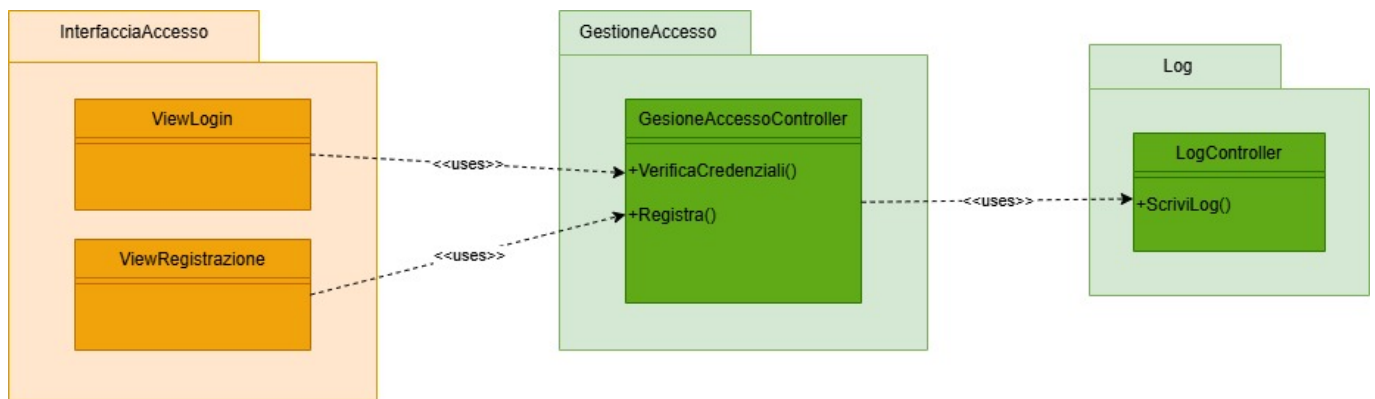 InterfacciaAccesso
ViewLogin
ViewRegistrazione
<<uses>>
<<uses>>
GestioneAccesso
GesioneAccessoController
+VerificaCredenziali()
+Registra()
<<uses>>
Log
LogController
+ScriviLog()